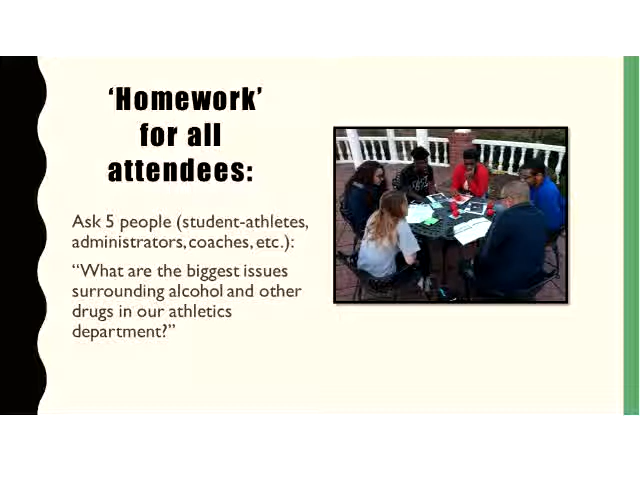 ‘Homework’
for all
attendees:
Ask 5 people (student-athletes,
administrators, coaches, etc.):
“What are the biggest issues
surrounding alcohol and other
drugs in our athletics
department?”